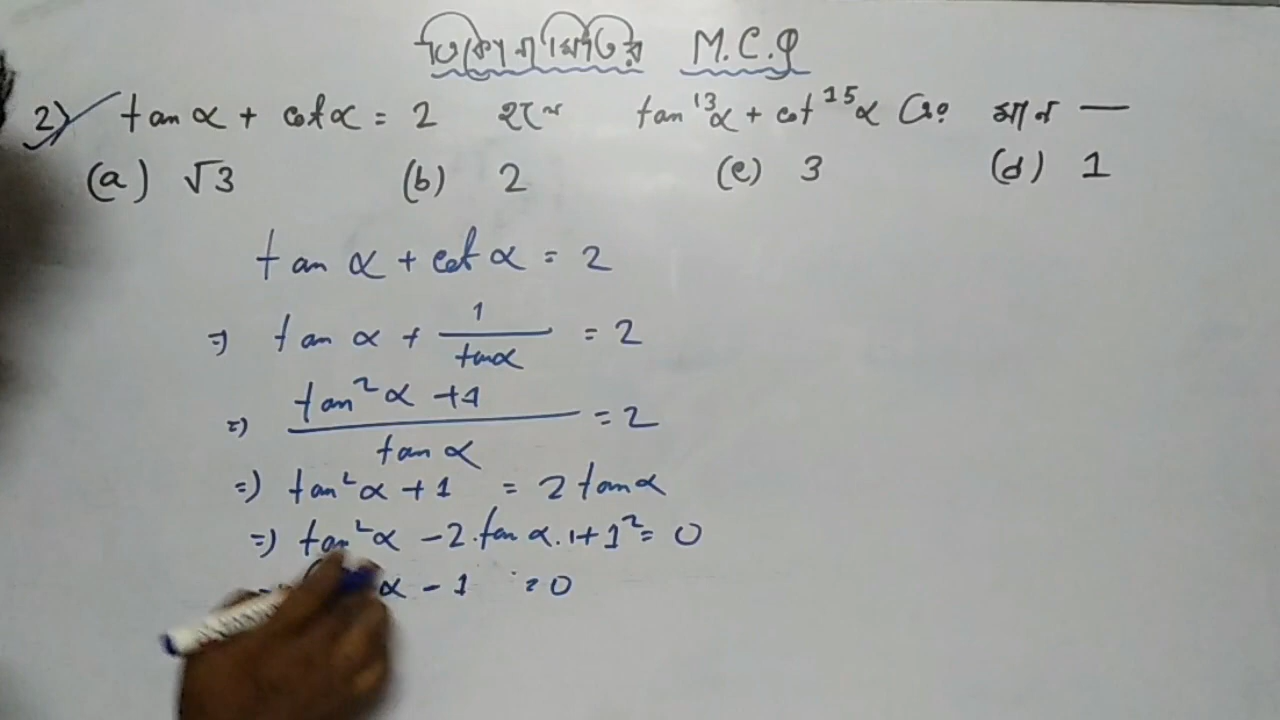 ত্রিকোণমিতির M.C.Q
2) tan α + cot α = 2 হলে tan¹³α + cot¹⁵α এর মান —
(a) √3 (b) 2 (c) 3 (d) 1
tan α + cot α = 2
=) tan α + 1/tan α = 2
=) tan²α + 1/tan α = 2
=) tan²α + 1 = 2 tan α
=) tan²α - 2.tan α.1 + 1² = 0
α - 1 = 0